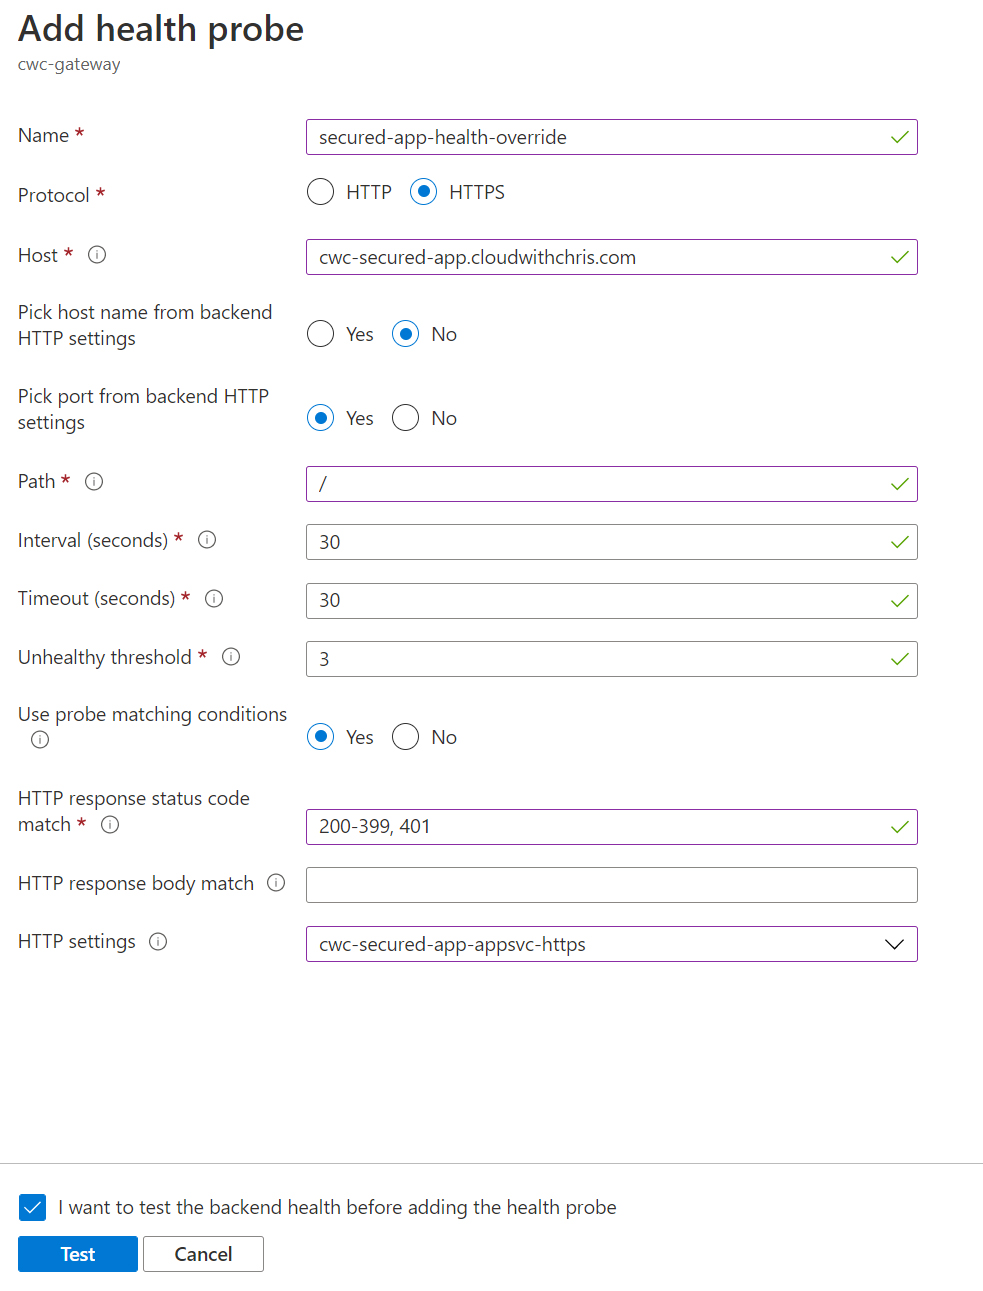 Add health probe
cwc-gateway
Name *
secured-app-health-override
Protocol *
HTTP
HTTPS
Host *
cwc-secured-app.cloudwithchris.com
Pick host name from backend
HTTP settings
Yes
No
Pick port from backend HTTP
settings
Yes
No
Path *
/
Interval (seconds) *
30
Timeout (seconds) *
30
Unhealthy threshold *
3
Use probe matching conditions
Yes
No
HTTP response status code
match *
200-399, 401
HTTP response body match
HTTP settings
cwc-secured-app-appsvc-https
I want to test the backend health before adding the health probe
Test
Cancel